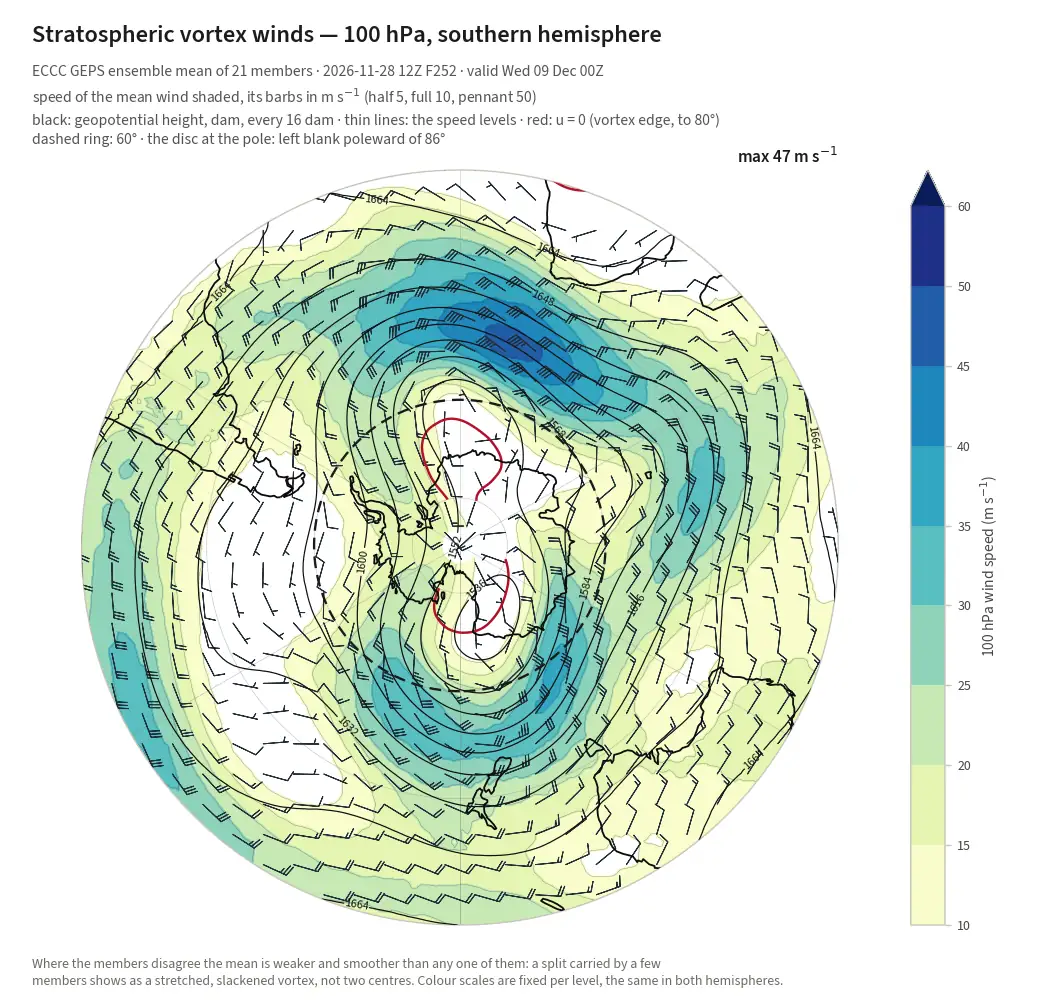 Stratospheric vortex winds — 100 hPa, southern hemisphere
ECCC GEPS ensemble mean of 21 members · 2026-11-28 12Z F252 · valid Wed 09 Dec 00Z
speed of the mean wind shaded, its barbs in m s⁻¹ (half 5, full 10, pennant 50)
black: geopotential height, dam, every 16 dam · thin lines: the speed levels · red: u = 0 (vortex edge, to 80°)
dashed ring: 60° · the disc at the pole: left blank poleward of 86°
max 47 m s⁻¹
1664
1664
1664
1648
1568
1664
1552
1600
1536
1584
1616
1632
1664
1664
60
50
45
40
35
30
25
20
15
10
100 hPa wind speed (m s⁻¹)
Where the members disagree the mean is weaker and smoother than any one of them: a split carried by a few
members shows as a stretched, slackened vortex, not two centres. Colour scales are fixed per level, the same in both hemispheres.